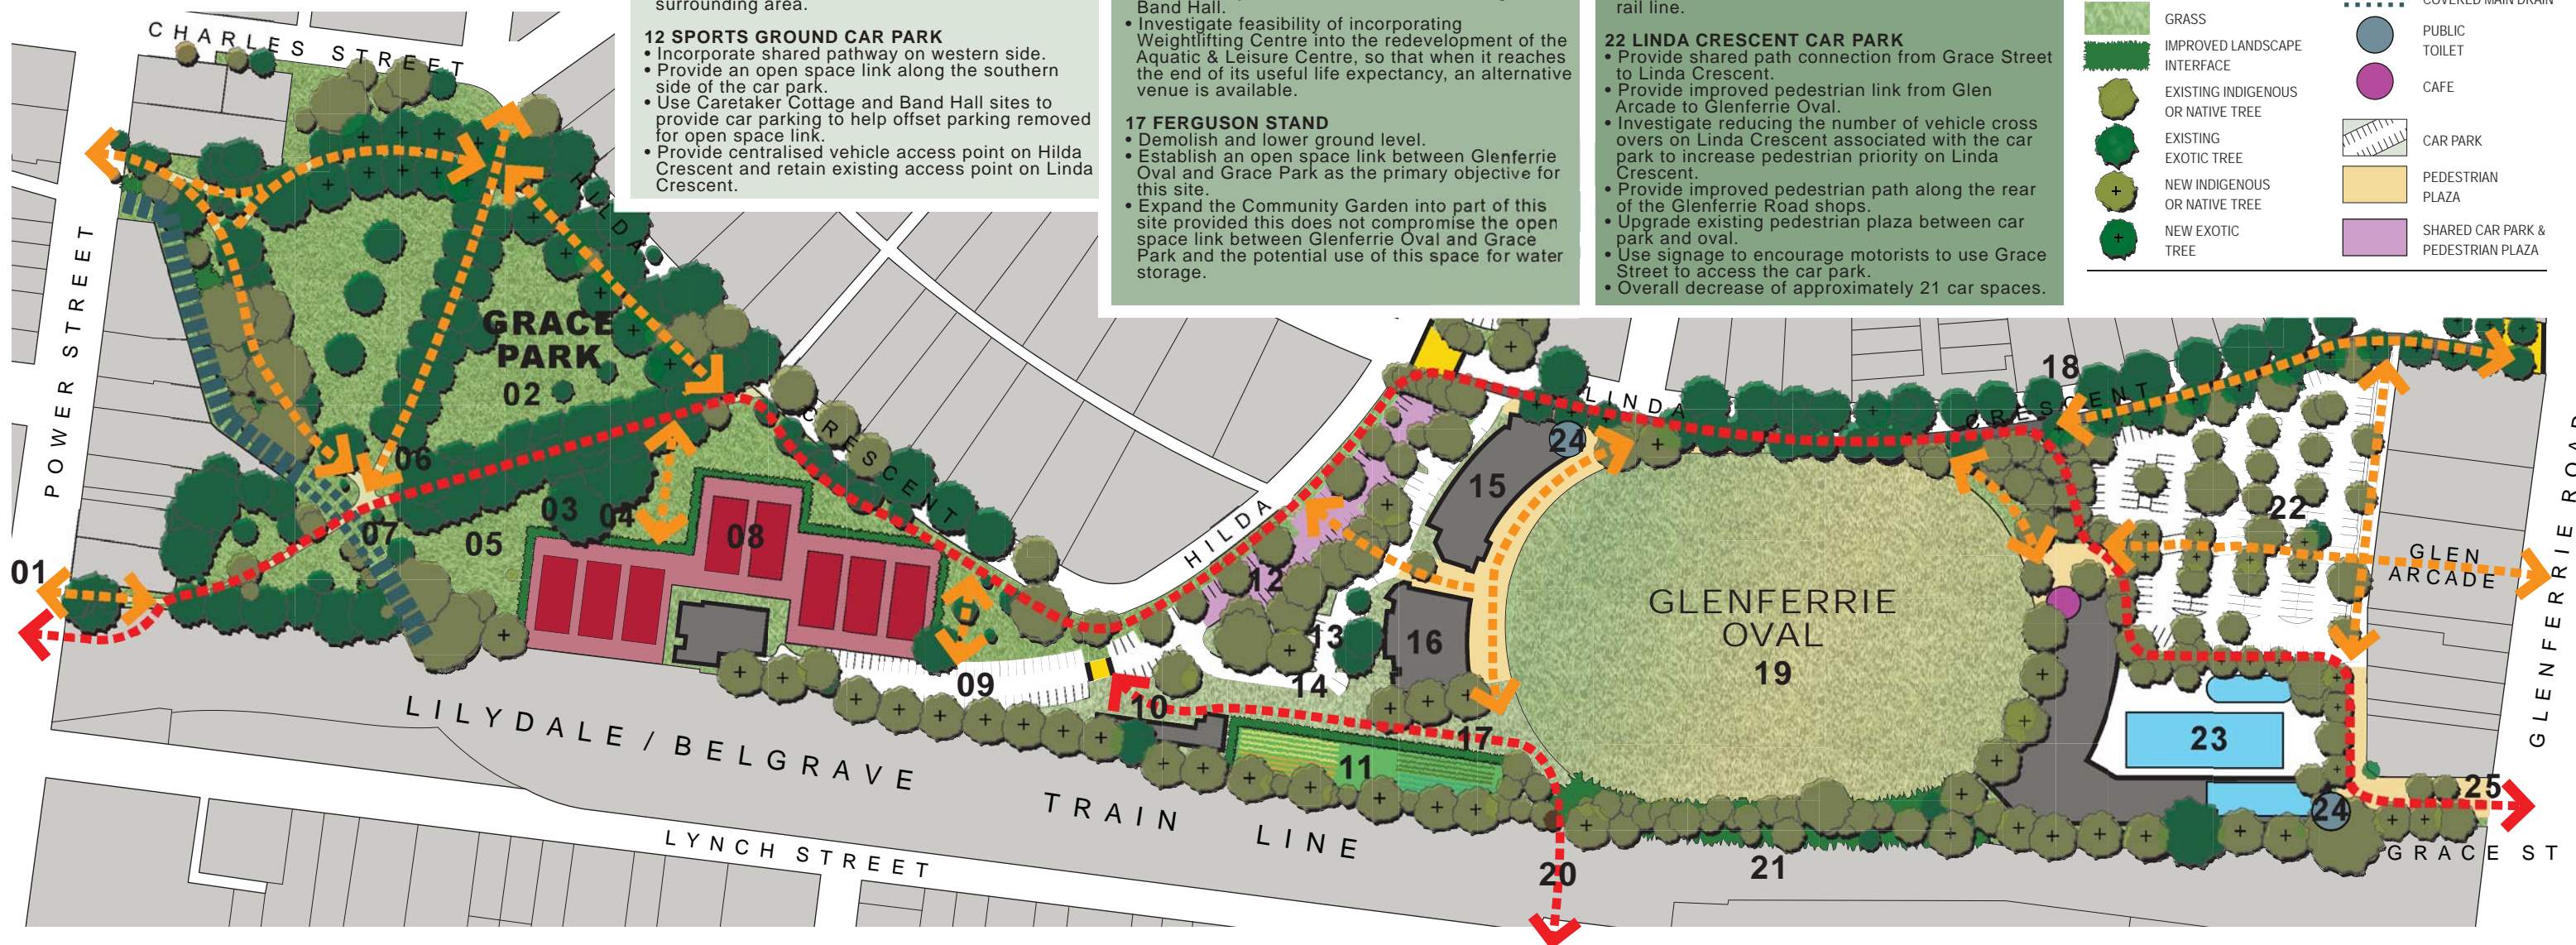 surrounding area.
12 SPORTS GROUND CAR PARK
• Incorporate shared pathway on western side.
• Provide an open space link along the southern
side of the car park.
• Use Caretaker Cottage and Band Hall sites to
provide car parking to help offset parking removed
for open space link.
• Provide centralised vehicle access point on Hilda
Crescent and retain existing access point on Linda
Crescent.
Band Hall.
• Investigate feasibility of incorporating
Weightlifting Centre into the redevelopment of the
Aquatic & Leisure Centre, so that when it reaches
the end of its useful life expectancy, an alternative
venue is available.
17 FERGUSON STAND
• Demolish and lower ground level.
• Establish an open space link between Glenferrie
Oval and Grace Park as the primary objective for
this site.
• Expand the Community Garden into part of this
site provided this does not compromise the open
space link between Glenferrie Oval and Grace
Park and the potential use of this space for water
storage.
rail line.
22 LINDA CRESCENT CAR PARK
• Provide shared path connection from Grace Street
to Linda Crescent.
• Provide improved pedestrian link from Glen
Arcade to Glenferrie Oval.
• Investigate reducing the number of vehicle cross
overs on Linda Crescent associated with the car
park to increase pedestrian priority on Linda
Crescent.
• Provide improved pedestrian path along the rear
of the Glenferrie Road shops.
• Upgrade existing pedestrian plaza between car
park and oval.
• Use signage to encourage motorists to use Grace
Street to access the car park.
• Overall decrease of approximately 21 car spaces.
GRASS
IMPROVED LANDSCAPE
INTERFACE
EXISTING INDIGENOUS
OR NATIVE TREE
EXISTING
EXOTIC TREE
NEW INDIGENOUS
OR NATIVE TREE
NEW EXOTIC
TREE
COVERED MAIN DRAIN
PUBLIC
TOILET
CAFE
CAR PARK
PEDESTRIAN
PLAZA
SHARED CAR PARK &
PEDESTRIAN PLAZA
CHARLES STREET
POWER STREET
HILDA
CRESCENT
GRACE
PARK
02
06
07
03
04
05
08
01
09
10
11
HILDA
12
13
14
15
16
17
24
LINDA
CRESCENT
18
GLENFERRIE
OVAL
19
20
21
22
GLEN
ARCADE
GLENFERRIE ROAD
23
24
25
GRACE ST
LILYDALE / BELGRAVE TRAIN LINE
LYNCH STREET